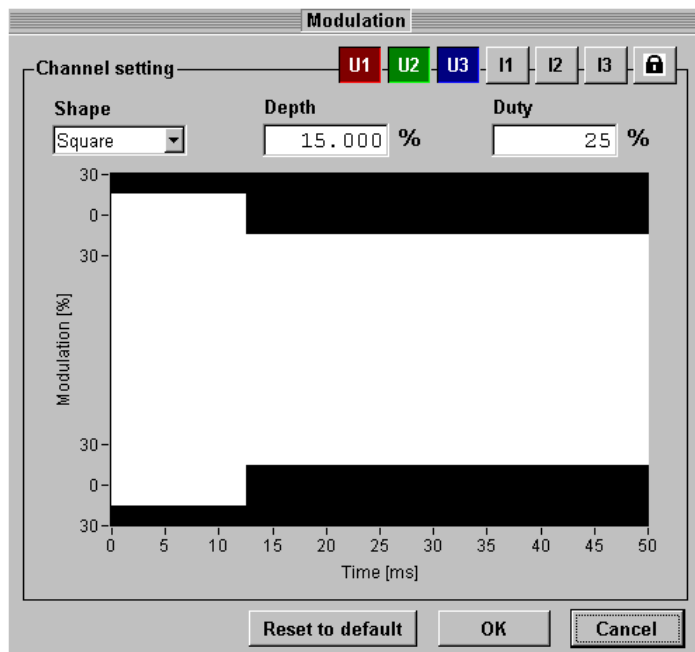 Modulation
Channel setting U1 U2 U3 I1 I2 I3
Shape Depth Duty
Square 15.000 % 25 %
30
0
30
Modulation [%]
30
0
30
0 5 10 15 20 25 30 35 40 45 50
Time [ms]
Reset to default OK Cancel